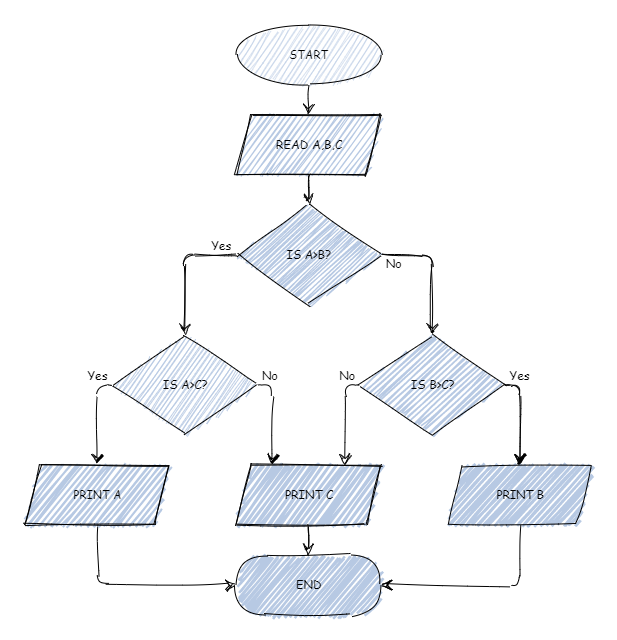 START
READ A,B,C
IS A>B?
Yes
No
IS A>C?
Yes
No
IS B>C?
No
Yes
PRINT A
PRINT C
PRINT B
END